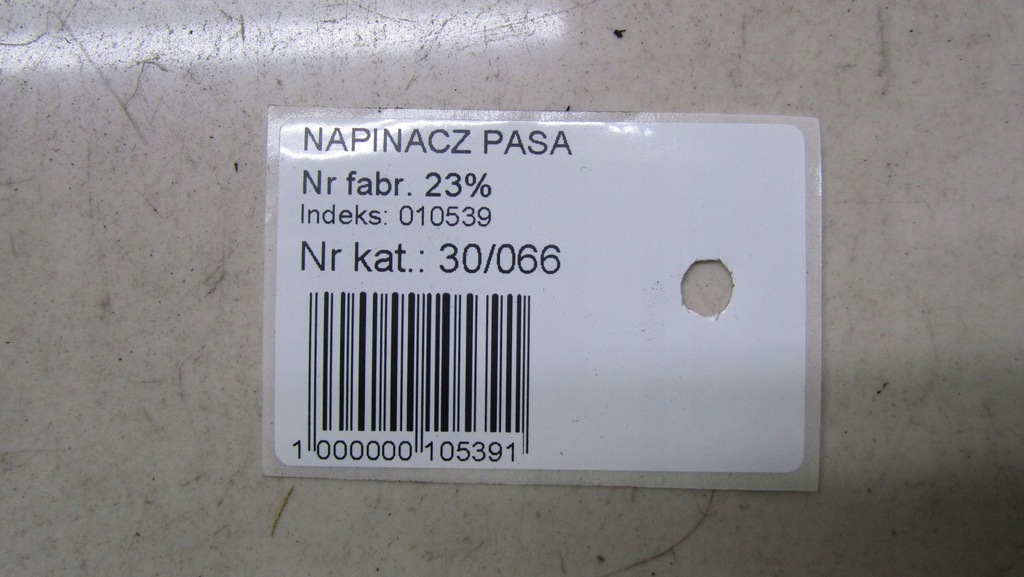 NAPINACZ PASA
Nr fabr. 23%
Indeks: 010539
Nr kat.: 30/066
1 000000 105391